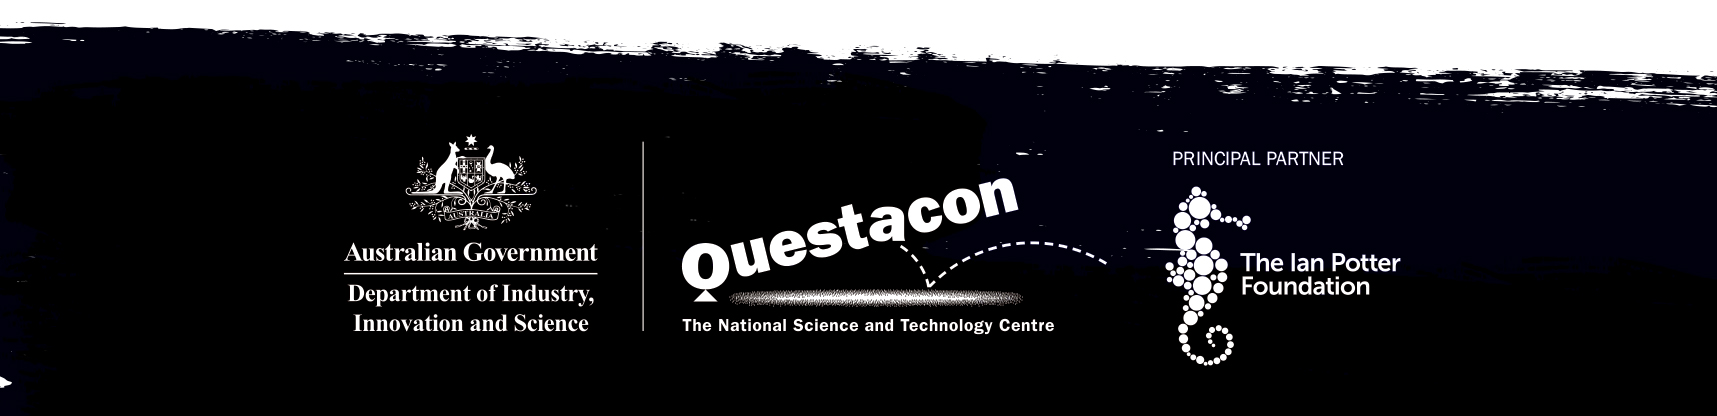 AUSTRALIA
Australian Government
Department of Industry,
Innovation and Science
Questacon
The National Science and Technology Centre
PRINCIPAL PARTNER
The Ian Potter
Foundation